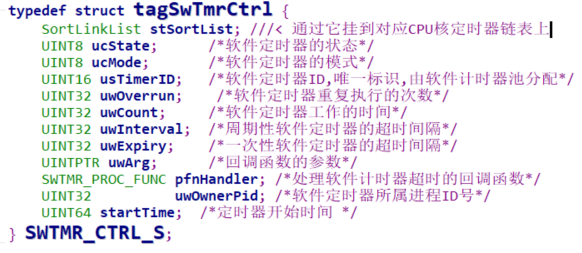 typedef struct tagSwTmrCtrl {
SortLinkList stSortList; ///< 通过它挂到对应CPU核定时器链表上
UINT8 ucState; /*软件定时器的状态*/
UINT8 ucMode; /*软件定时器的模式*/
UINT16 usTimerID; /*软件定时器ID,唯一标识,由软件计时器池分配*/
UINT32 uwOverrun; /*软件定时器重复执行的次数*/
UINT32 uwCount; /*软件定时器工作的时间*/
UINT32 uwInterval; /*周期性软件定时器的超时间隔*/
UINT32 uwExpiry; /*一次性软件定时器的超时间隔*/
UINTPTR uwArg; /*回调函数的参数*/
SWTMR_PROC_FUNC pfnHandler; /*处理软件计时器超时的回调函数*/
UINT32 uwOwnerPid; /*软件定时器所属进程ID号*/
UINT64 startTime; /*定时器开始时间 */
} SWTMR_CTRL_S;